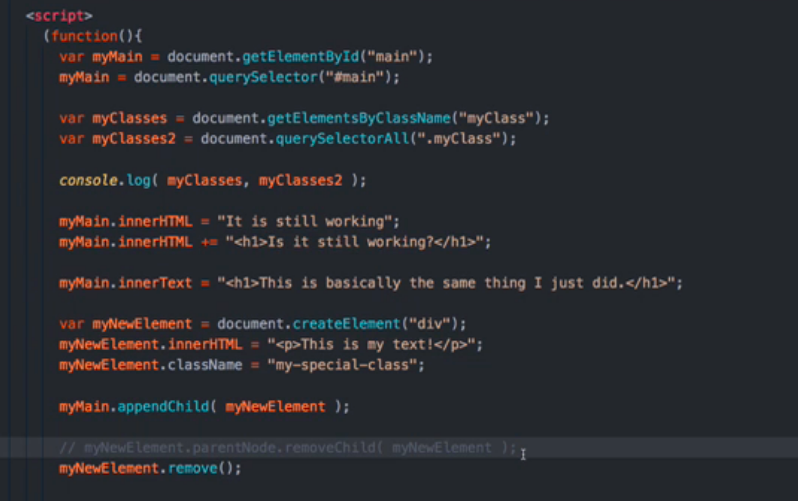 <script>
(function(){
var myMain = document.getElementById("main");
myMain = document.querySelector("#main");
var myClasses = document.getElementsByClassName("myClass");
var myClasses2 = document.querySelectorAll(".myClass");
console.log( myClasses, myClasses2 );
myMain.innerHTML = "It is still working";
myMain.innerHTML += "<h1>Is it still working?</h1>";
myMain.innerText = "<h1>This is basically the same thing I just did.</h1>";
var myNewElement = document.createElement("div");
myNewElement.innerHTML = "<p>This is my text!</p>";
myNewElement.className = "my-special-class";
myMain.appendChild( myNewElement );
// myNewElement.parentNode.removeChild( myNewElement );
myNewElement.remove();